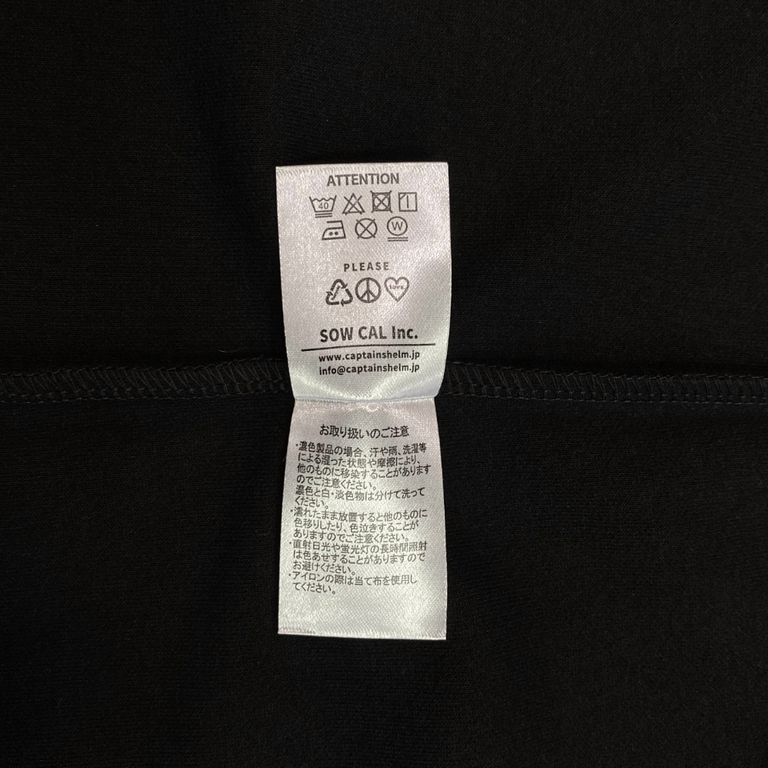 ATTENTION
40
W
PLEASE
Love
SOW CAL Inc.
www.captainshelm.jp
info@captainshelm.jp
お取り扱いのご注意
・濃色製品の場合、汗や雨、洗濯等
による湿った状態や摩擦により、
他のものに移染することがあります
のでご注意ください。
濃色と白・淡色物は分けて洗って
ください。
・濡れたまま放置すると他のものに
色移りしたり、色泣きすることが
ありますのでご注意ください。
・直射日光や蛍光灯の長時間照射
は色あせすることがありますので
お避けください。
・アイロンの際は当て布を使用し
てください。